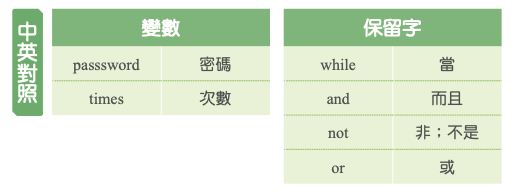 中英對照
變數
passsword 密碼
times 次數
保留字
while 當
and 而且
not 非；不是
or 或